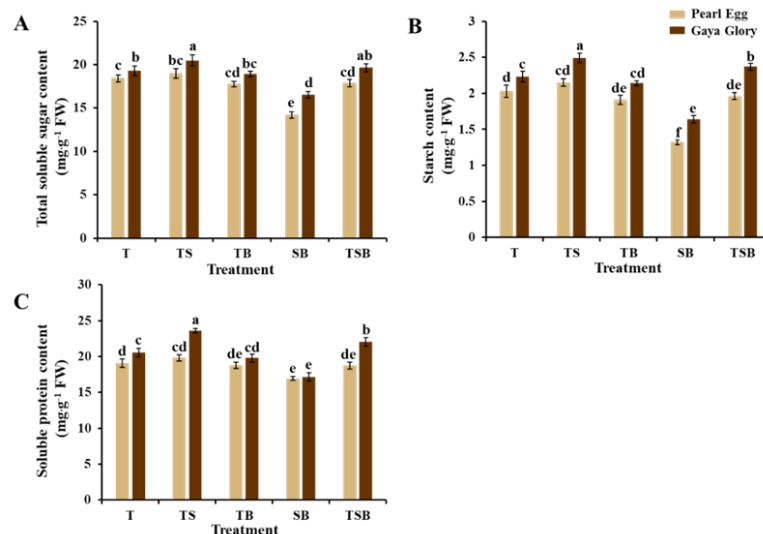 A
Total soluble sugar content
(mg·g⁻¹ FW)
25
20
15
10
5
0
c b bc a cd bc e d cd ab
T TS TB SB TSB
Treatment
B
Pearl Egg
Gaya Glory
Starch content
(mg·g⁻¹ FW)
3
2.5
2
1.5
1
0.5
0
d c cd a de cd f e de b
T TS TB SB TSB
Treatment
C
Soluble protein content
(mg·g⁻¹ FW)
30
25
20
15
10
5
0
d c cd a de cd e e de b
T TS TB SB TSB
Treatment